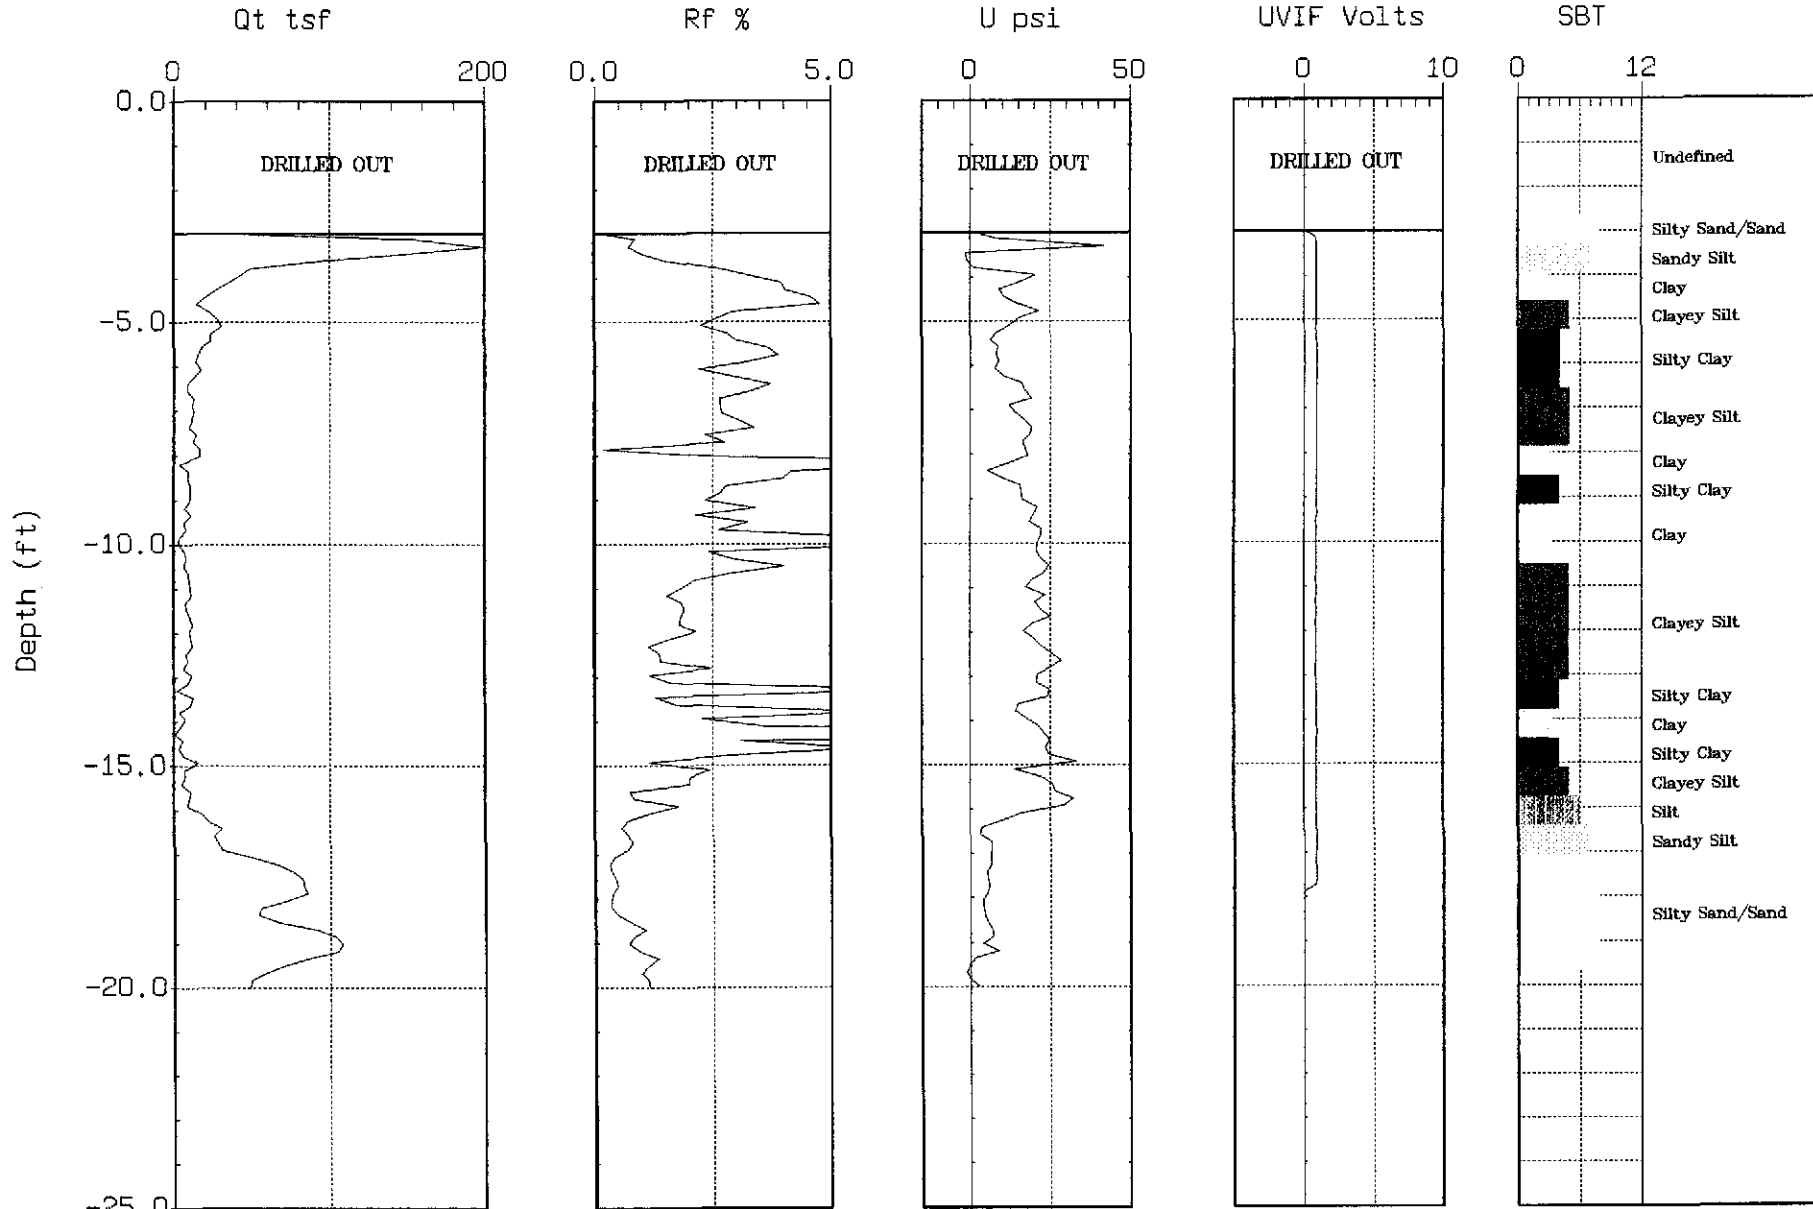 Qt tsf
Rf %
U psi
UVIF Volts
SBT
0 200
0.0 5.0
0 50
0 10
0 12
0.0
DRILLED OUT
DRILLED OUT
DRILLED OUT
DRILLED OUT
Undefined
Silty Sand/Sand
Sandy Silt
Clay
Clayey Silt
-5.0
Silty Clay
Clayey Silt
Clay
Silty Clay
Clay
-10.0
Depth (ft)
Clayey Silt
Silty Clay
Clay
Silty Clay
-15.0
Clayey Silt
Silt
Sandy Silt
Silty Sand/Sand
-20.0
-25.0